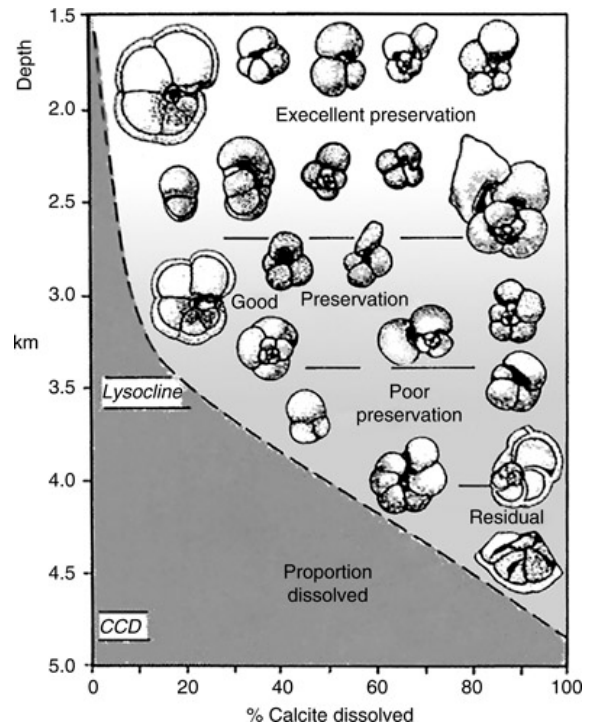 Depth
km
1.5
2.0
2.5
3.0
3.5
4.0
4.5
5.0
Execellent preservation
Good Preservation
Lysocline
Poor
preservation
Residual
Proportion
dissolved
CCD
0 20 40 60 80 100
% Calcite dissolved